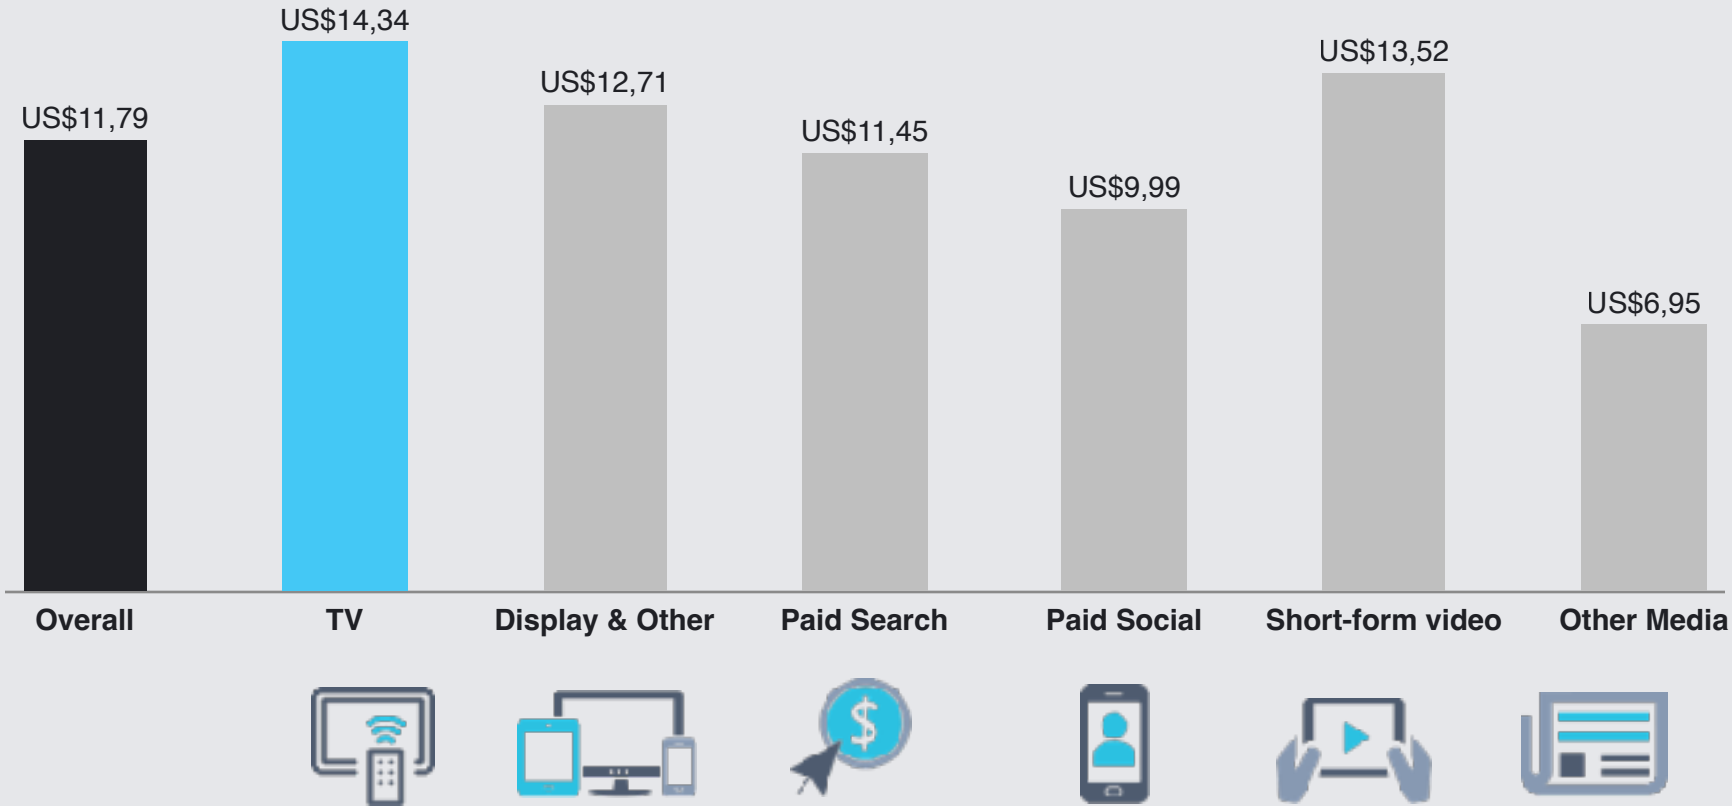 US$11,79
US$14,34
US$12,71
US$11,45
US$9,99
US$13,52
US$6,95
Overall
TV
Display & Other
Paid Search
Paid Social
Short-form video
Other Media
$